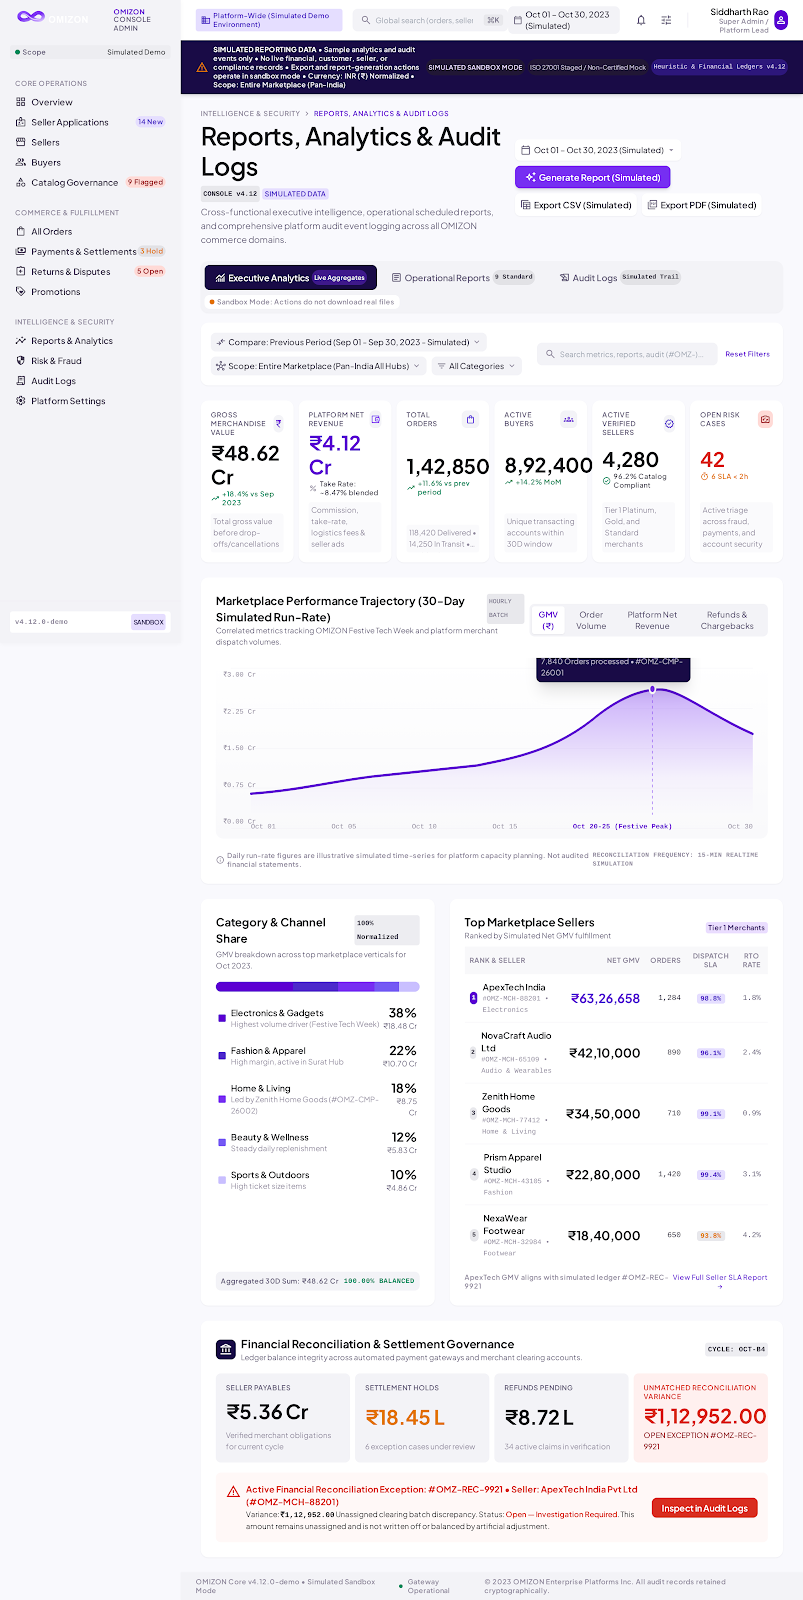 OMIZON
OMIZON
CONSOLE
ADMIN
Scope
Simulated Demo
CORE OPERATIONS
Overview
Seller Applications
14 New
Sellers
Buyers
Catalog Governance
9 Flagged
COMMERCE & FULFILLMENT
All Orders
Payments & Settlements
3 Held
Returns & Disputes
5 Open
Promotions
INTELLIGENCE & SECURITY
Reports & Analytics
Risk & Fraud
Audit Logs
Platform Settings
v4.12.0-demo
SANDBOX
Platform-Wide (Simulated Demo
Environment)
Global search (orders, seller
⌘K
Oct 01 – Oct 30, 2023
(Simulated)
Siddharth Rao
Super Admin /
Platform Lead
SIMULATED REPORTING DATA • Sample analytics and audit
events only • No live financial, customer, seller, or
compliance records • Export and report-generation actions
operate in sandbox mode • Currency: INR (₹) Normalized •
Scope: Entire Marketplace (Pan-India)
SIMULATED SANDBOX MODE
ISO 27001 Staged / Non-Certified Mock
Heuristic & Financial Ledgers v4.12
INTELLIGENCE & SECURITY
REPORTS, ANALYTICS & AUDIT LOGS
Reports, Analytics & Audit
Logs
CONSOLE v4.12
SIMULATED DATA
Cross-functional executive intelligence, operational scheduled reports,
and comprehensive platform audit event logging across all OMIZON
commerce domains.
Oct 01 – Oct 30, 2023 (Simulated)
Generate Report (Simulated)
Export CSV (Simulated)
Export PDF (Simulated)
Executive Analytics
Live Aggregates
Operational Reports
9 Standard
Audit Logs
Simulated Trail
Sandbox Mode: Actions do not download real files
Compare: Previous Period (Sep 01 - Sep 30, 2023 - Simulated)
Scope: Entire Marketplace (Pan-India All Hubs)
All Categories
Search metrics, reports, audit (#OMZ-)...
Reset Filters
GROSS
MERCHANDISE
VALUE
₹48.62
Cr
+18.4% vs Sep
2023
Total gross value
before drop-
offs/cancellations
PLATFORM NET
REVENUE
₹4.12
Cr
Take Rate:
~8.47% blended
Commission,
take-rate,
logistics fees &
seller ads
TOTAL
ORDERS
1,42,850
+11.6% vs prev
period
118,420 Delivered •
14,250 In Transit •...
ACTIVE
BUYERS
8,92,400
+14.2% MoM
Unique transacting
accounts within
30D window
ACTIVE
VERIFIED
SELLERS
4,280
96.2% Catalog
Compliant
Tier 1 Platinum,
Gold, and
Standard
merchants
OPEN RISK
CASES
42
6 SLA < 2h
Active triage
across fraud,
payments, and
account security
Marketplace Performance Trajectory (30-Day
Simulated Run-Rate)
HOURLY
BATCH
Correlated metrics tracking OMIZON Festive Tech Week and platform merchant
dispatch volumes.
GMV
(₹)
Order
Volume
Platform Net
Revenue
Refunds &
Chargebacks
7,840 Orders processed • #OMZ-CMP-
26001
₹3.00 Cr
₹2.25 Cr
₹1.50 Cr
₹0.75 Cr
₹0.00 Cr
Oct 01
Oct 05
Oct 10
Oct 15
Oct 20-25 (Festive Peak)
Oct 30
Daily run-rate figures are illustrative simulated time-series for platform capacity planning. Not audited
financial statements.
RECONCILIATION FREQUENCY: 15-MIN REALTIME
SIMULATION
Category & Channel
Share
100%
Normalized
GMV breakdown across top marketplace verticals for
Oct 2023.
Electronics & Gadgets
38%
Highest volume driver (Festive Tech Week)
₹18.48 Cr
Fashion & Apparel
22%
High margin, active in Surat Hub
₹10.70 Cr
Home & Living
18%
Led by Zenith Home Goods (#OMZ-CMP-
26002)
₹8.75
Cr
Beauty & Wellness
12%
Steady daily replenishment
₹5.83 Cr
Sports & Outdoors
10%
High ticket size items
₹4.86 Cr
Aggregated 30D Sum: ₹48.62 Cr
100.00% BALANCED
Top Marketplace Sellers
Ranked by Simulated Net GMV fulfillment
Tier 1 Merchants
RANK & SELLER
NET GMV
ORDERS
DISPATCH
SLA
RTO
RATE
1
ApexTech India
#OMZ-MCH-88201 •
Electronics
₹63,26,658
1,284
98.8%
1.8%
2
NovaCraft Audio
Ltd
#OMZ-MCH-65109 •
Audio & Wearables
₹42,10,000
890
96.1%
2.4%
3
Zenith Home
Goods
#OMZ-MCH-77412 •
Home & Living
₹34,50,000
710
99.1%
0.9%
4
Prism Apparel
Studio
#OMZ-MCH-43185 •
Fashion
₹22,80,000
1,420
99.4%
3.1%
5
NexaWear
Footwear
#OMZ-MCH-32984 •
Footwear
₹18,40,000
650
93.8%
4.2%
ApexTech GMV aligns with simulated ledger #OMZ-REC-
9921
View Full Seller SLA Report
→
Financial Reconciliation & Settlement Governance
Ledger balance integrity across automated payment gateways and merchant clearing accounts.
CYCLE: OCT-B4
SELLER PAYABLES
₹5.36 Cr
Verified merchant obligations
for current cycle
SETTLEMENT HOLDS
₹18.45 L
6 exception cases under review
REFUNDS PENDING
₹8.72 L
34 active claims in verification
UNMATCHED RECONCILIATION
VARIANCE
₹1,12,952.00
OPEN EXCEPTION #OMZ-REC-
9921
Active Financial Reconciliation Exception: #OMZ-REC-9921 • Seller: ApexTech India Pvt Ltd
(#OMZ-MCH-88201)
Variance: ₹1,12,952.00 Unassigned clearing batch discrepancy. Status: Open — Investigation Required. This
amount remains unassigned and is not written off or balanced by artificial adjustment.
Inspect in Audit Logs
OMIZON Core v4.12.0-demo • Simulated Sandbox
Mode
Gateway
Operational
© 2023 OMIZON Enterprise Platforms Inc. All audit records retained
cryptographically.